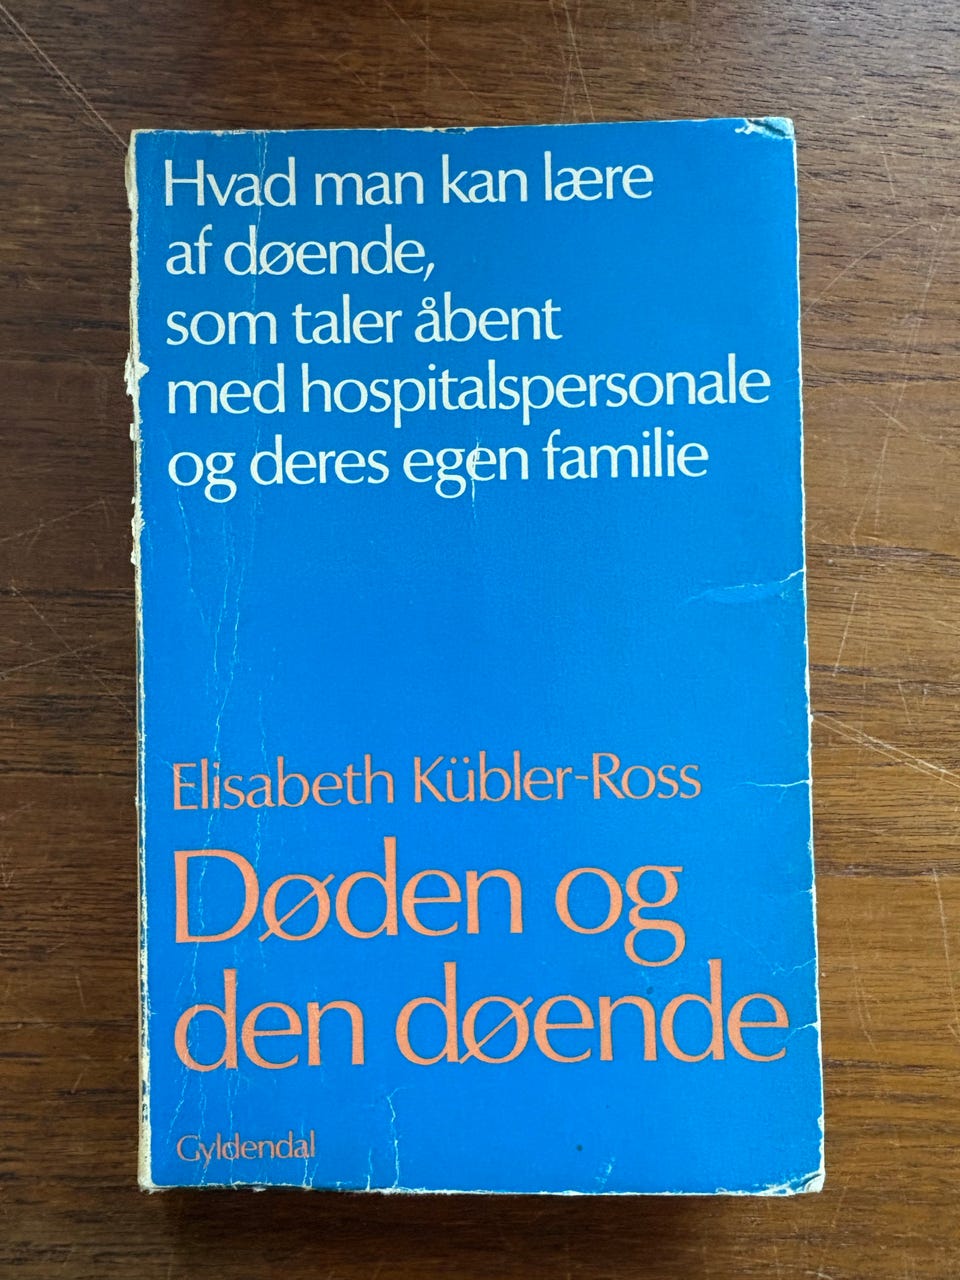 Hvad man kan lære
af døende,
som taler åbent
med hospitalspersonale
og deres egen familie
Elisabeth Kübler-Ross
Døden og
den døende
Gyldendal